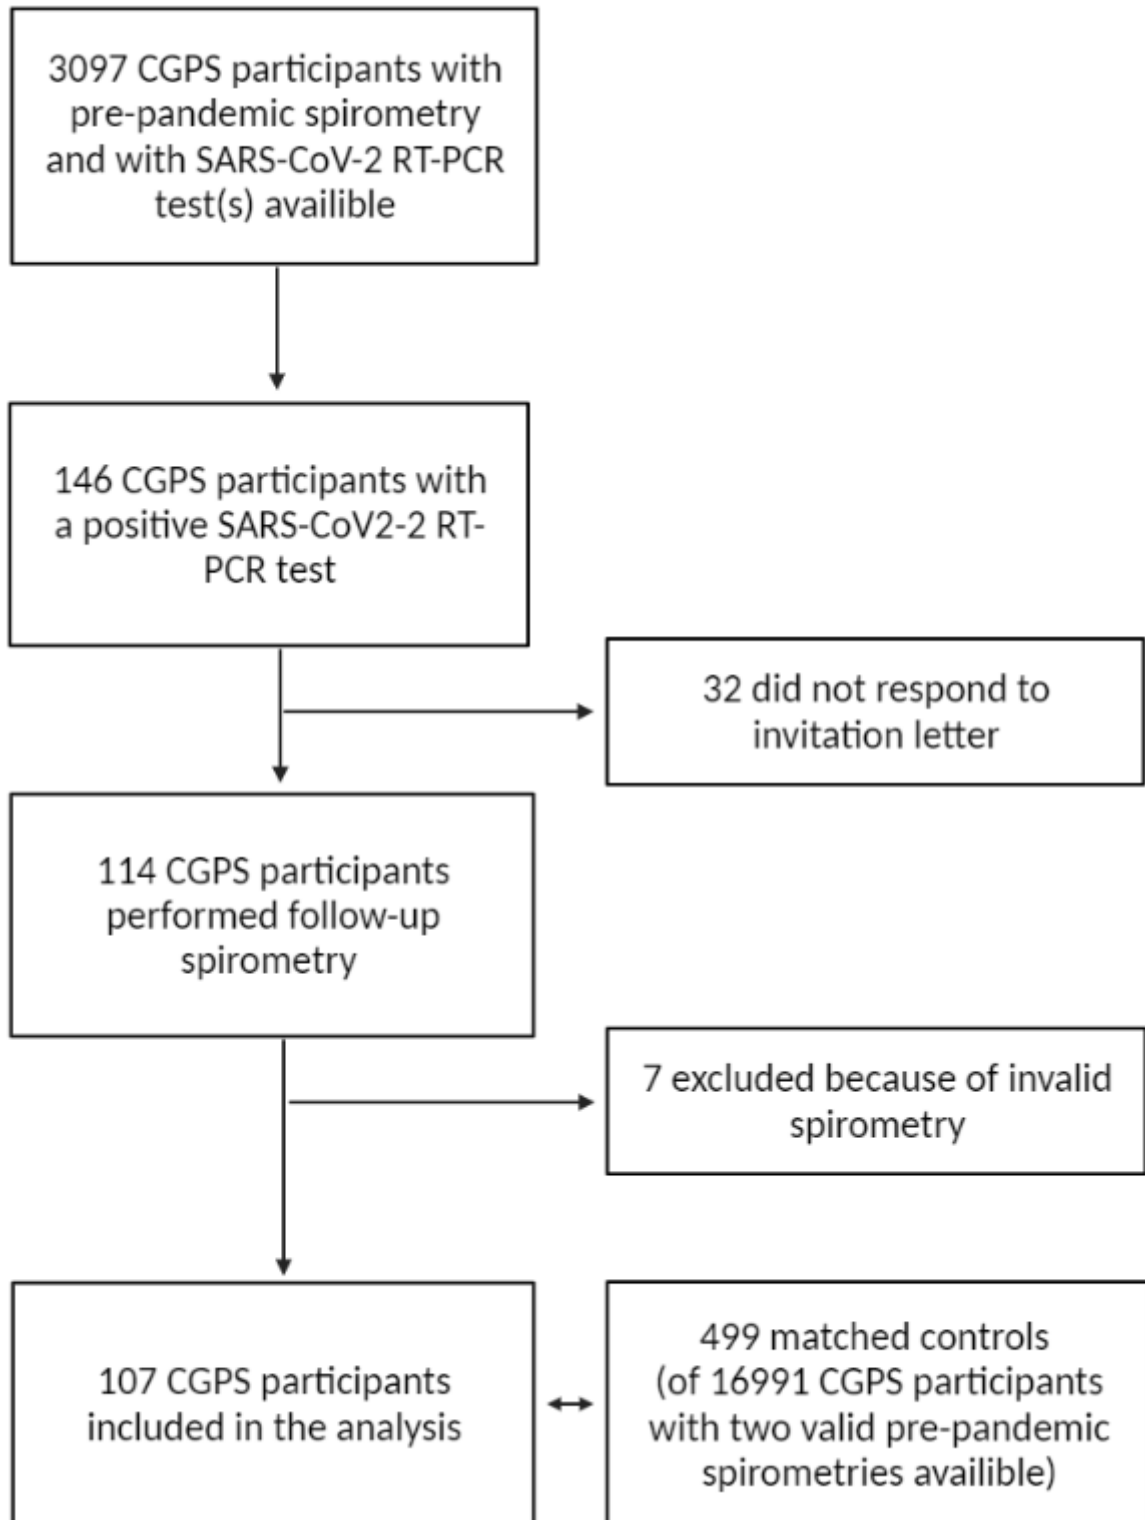 3097 CGPS participants with
pre-pandemic spirometry
and with SARS-CoV-2 RT-PCR
test(s) availible
146 CGPS participants with
a positive SARS-CoV2-2 RT-
PCR test
32 did not respond to
invitation letter
114 CGPS participants
performed follow-up
spirometry
7 excluded because of invalid
spirometry
107 CGPS participants
included in the analysis
499 matched controls
(of 16991 CGPS participants
with two valid pre-pandemic
spirometries availible)